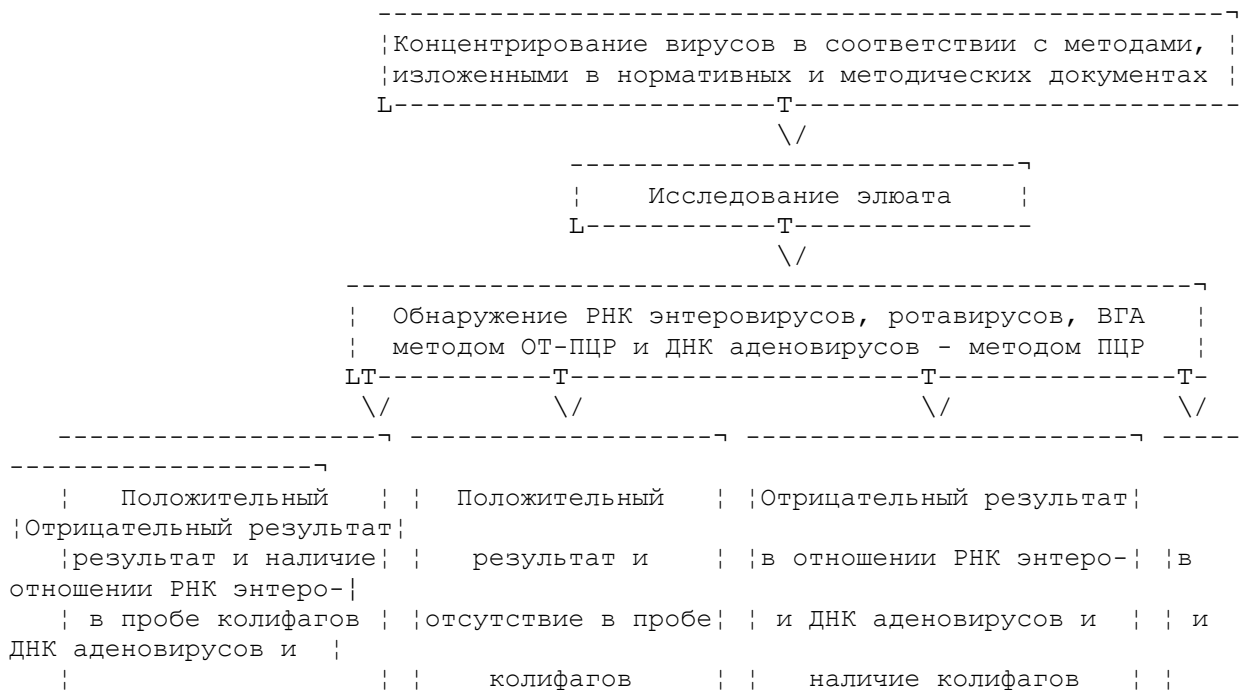 ¦Концентрирование вирусов в соответствии с методами, ¦
¦изложенными в нормативных и методических документах ¦
L------------------------T----------------------------
\/
----------------------------¬
¦    Исследование элюата    ¦
L------------T---------------
\/
-----------------------------------------------------¬
¦  Обнаружение РНК энтеровирусов, ротавирусов, ВГА   ¦
¦  методом ОТ-ПЦР и ДНК аденовирусов - методом ПЦР   ¦
LT-----------T----------------------T---------------T-
\/          \/                     \/              \/
--------------------¬ -------------------¬ ------------------------¬ -----
-------------------¬
¦   Положительный   ¦ ¦  Положительный   ¦ ¦Отрицательный результат¦
¦Отрицательный результат¦
¦результат и наличие¦ ¦   результат и    ¦ ¦в отношении РНК энтеро-¦ ¦в
отношении РНК энтеро-¦
¦ в пробе колифагов ¦ ¦отсутствие в пробе¦ ¦ и ДНК аденовирусов и  ¦ ¦ и
ДНК аденовирусов и  ¦
¦                   ¦ ¦    колифагов     ¦ ¦   наличие колифагов   ¦ ¦